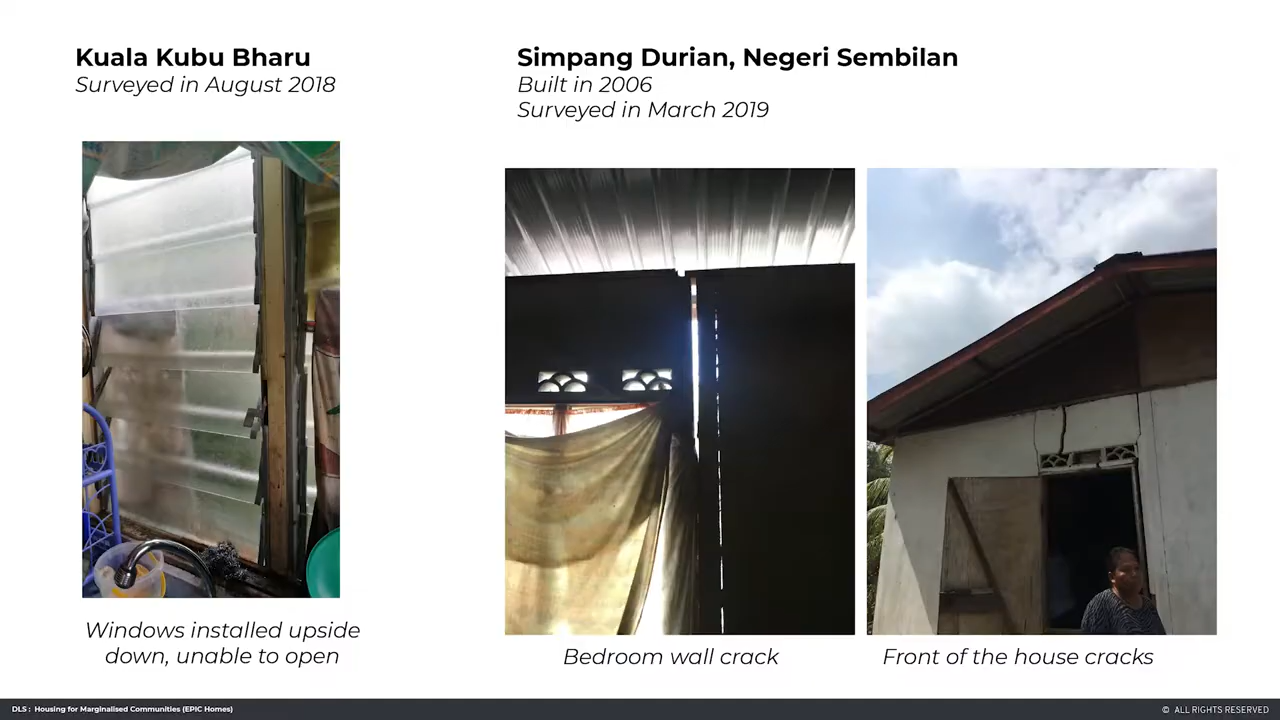 Kuala Kubu Bharu
Surveyed in August 2018
Simpang Durian, Negeri Sembilan
Built in 2006
Surveyed in March 2019
Windows installed upside
down, unable to open
Bedroom wall crack
Front of the house cracks
DLS : Housing for Marginalised Communities (EPIC Homes)
© ALL RIGHTS RESERVED